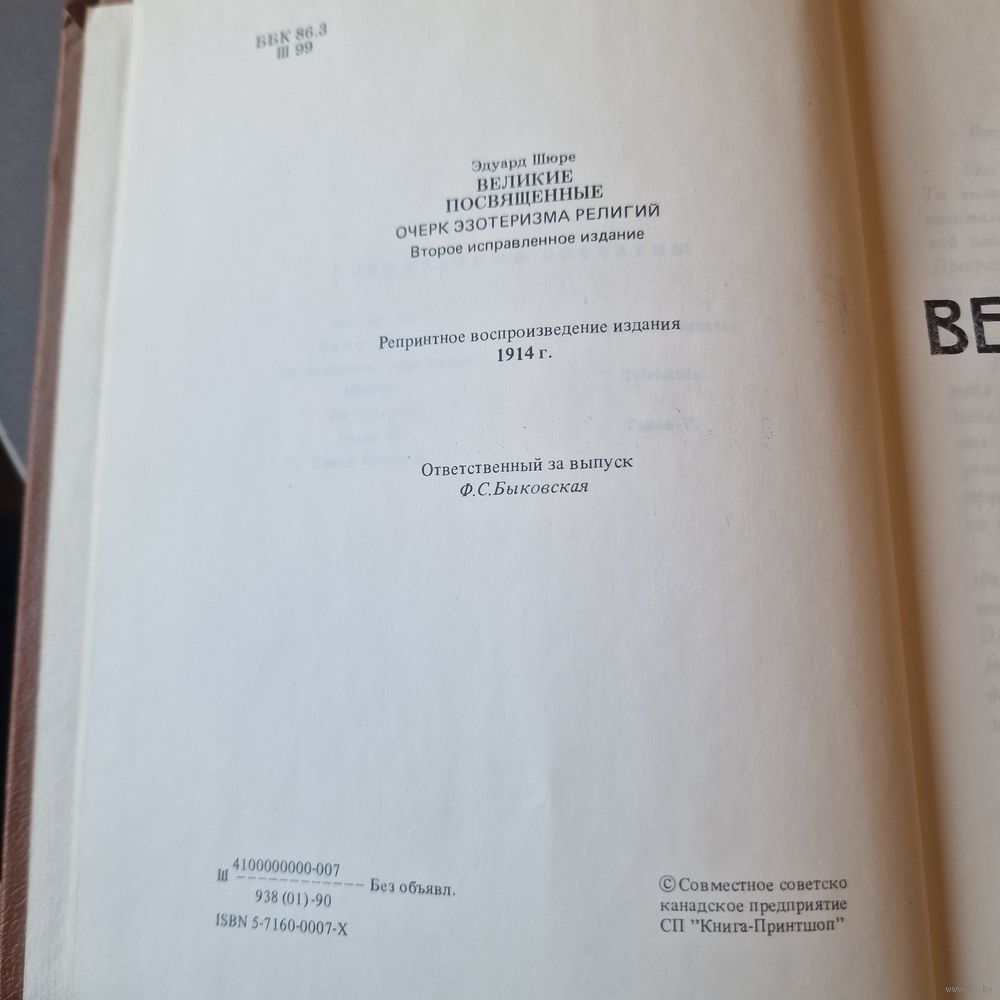 ББК 86.3
Ш 99
Эдуард Шюре
ВЕЛИКИЕ
ПОСВЯЩЕННЫЕ
ОЧЕРК ЭЗОТЕРИЗМА РЕЛИГИЙ
Второе исправленное издание
Репринтное воспроизведение издания
1914 г.
Ответственный за выпуск
Ф.С.Быковская
Ш 4100000000-007
938 (01)-90
Без объявл.
ISBN 5-7160-0007-X
©Совместное советско
канадское предприятие
СП "Книга-Принтшоп"
ВЕ